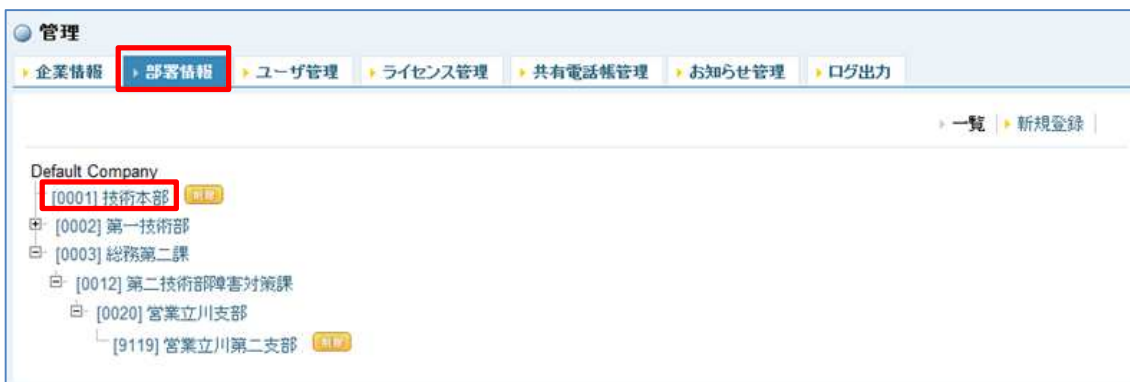 管理
企業情報 部署情報 ユーザ管理 ライセンス管理 共有電話帳管理 お知らせ管理 ログ出力
一覧 新規登録
Default Company
[0001] 技術本部 削除
[0002] 第一技術部
[0003] 総務第二課
[0012] 第二技術部障害対策課
[0020] 営業立川支部
[9119] 営業立川第二支部 削除